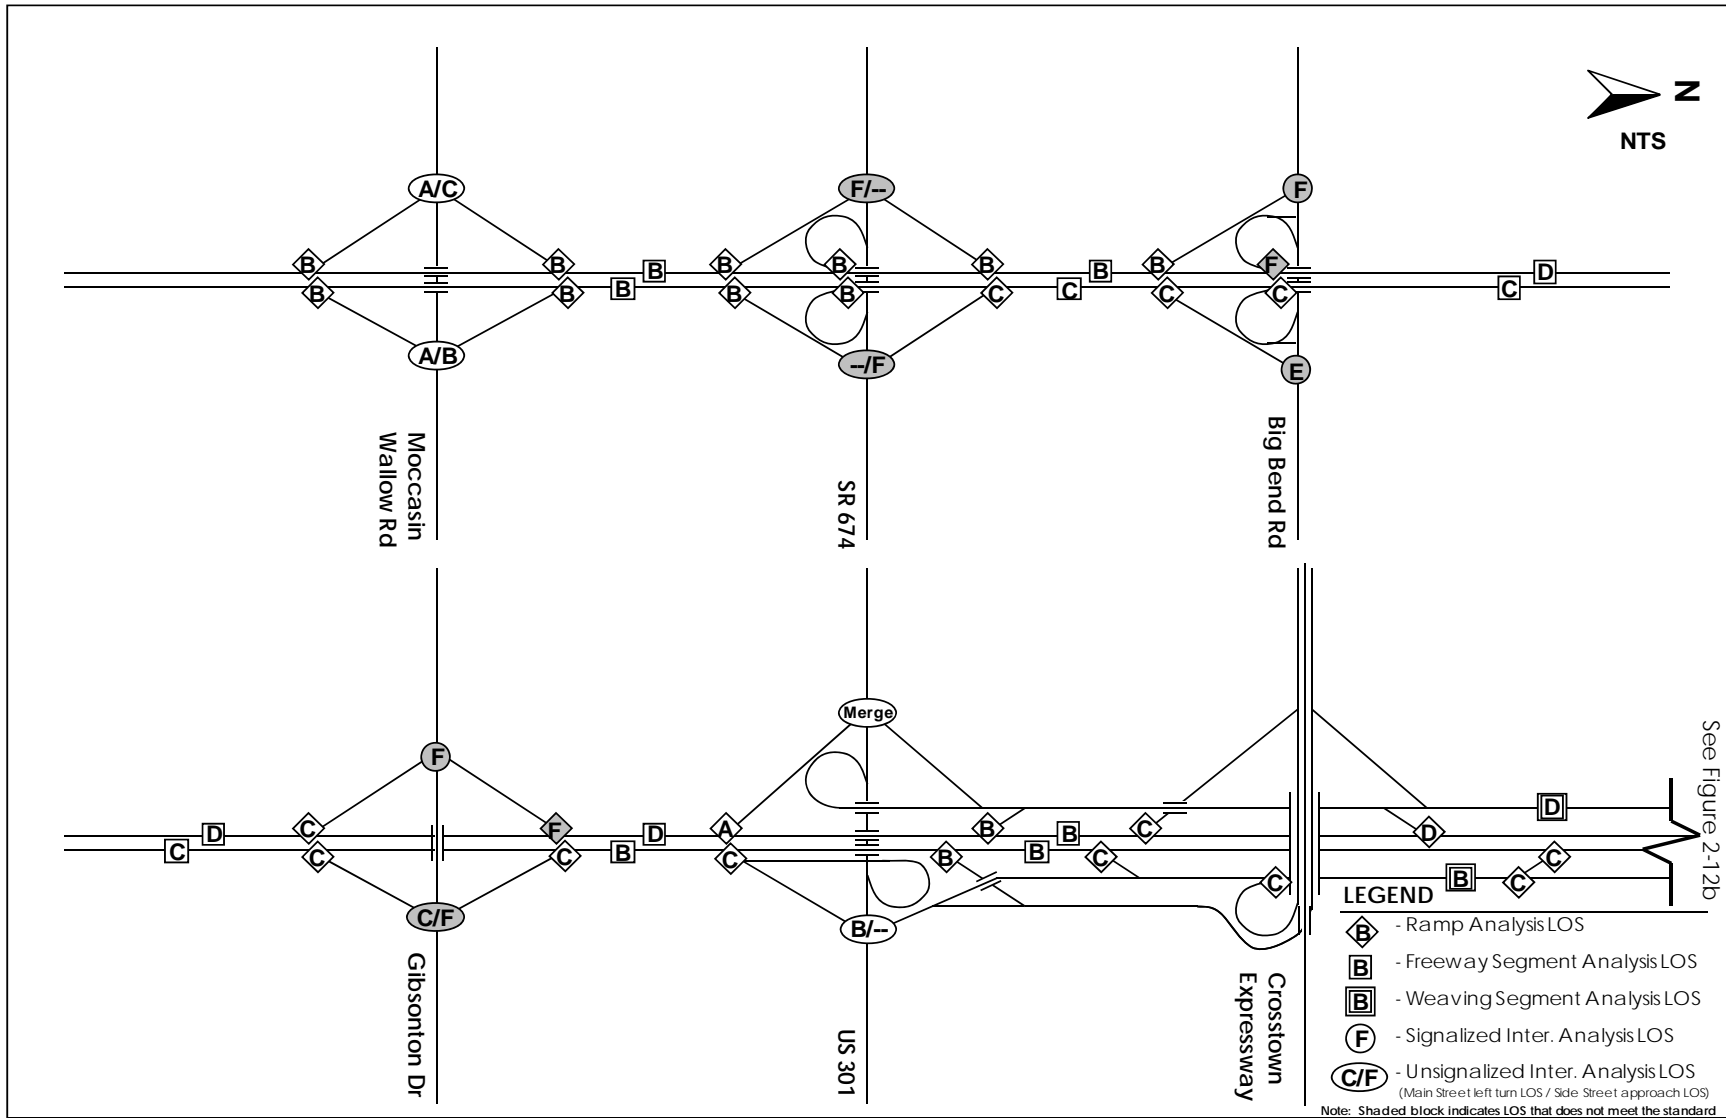 N
NTS
A/C
F/--
F
B
B
B
B
B
B
B
F
B
B
D
B
B
B
B
B
C
C
C
C
C
A/B
--/F
E
Moccasin
Wallow Rd
SR 674
Big Bend Rd
Merge
F
See Figure 2-12b
D
D
C
F
D
A
B
B
C
D
C
C
C
B
C
B
B
C
C
C
B
C
C
C/F
B/--
Gibsonton Dr
US 301
Crosstown
Expressway
LEGEND
B - Ramp Analysis LOS
B - Freeway Segment Analysis LOS
B - Weaving Segment Analysis LOS
F - Signalized Inter. Analysis LOS
C/F - Unsignalized Inter. Analysis LOS
(Main Street left turn LOS / Side Street approach LOS)
Note: Shaded block indicates LOS that does not meet the standard